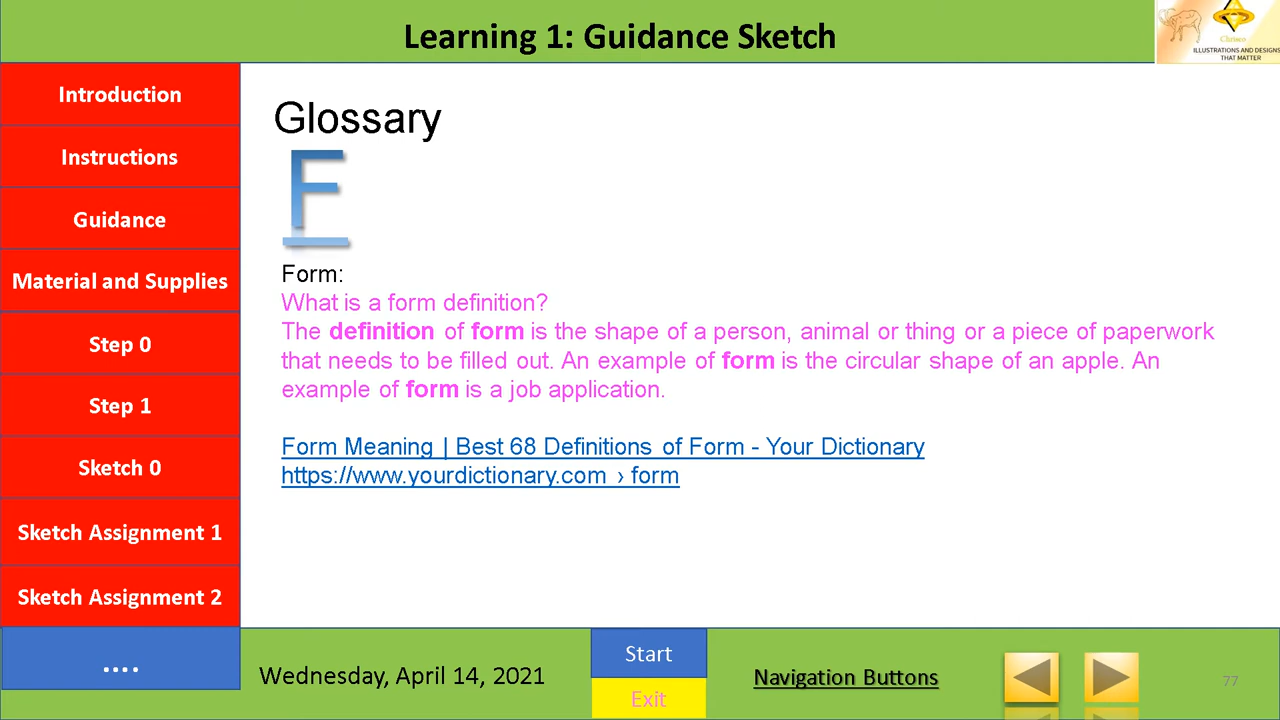 Learning 1: Guidance Sketch
Chrisco
ILLUSTRATIONS AND DESIGNS
THAT MATTER
Introduction
Instructions
Guidance
Material and Supplies
Step 0
Step 1
Sketch 0
Sketch Assignment 1
Sketch Assignment 2
....
Glossary
F
Form:
What is a form definition?
The definition of form is the shape of a person, animal or thing or a piece of paperwork
that needs to be filled out. An example of form is the circular shape of an apple. An
example of form is a job application.
Form Meaning | Best 68 Definitions of Form - Your Dictionary
https://www.yourdictionary.com › form
Wednesday, April 14, 2021
Start
Exit
Navigation Buttons
77